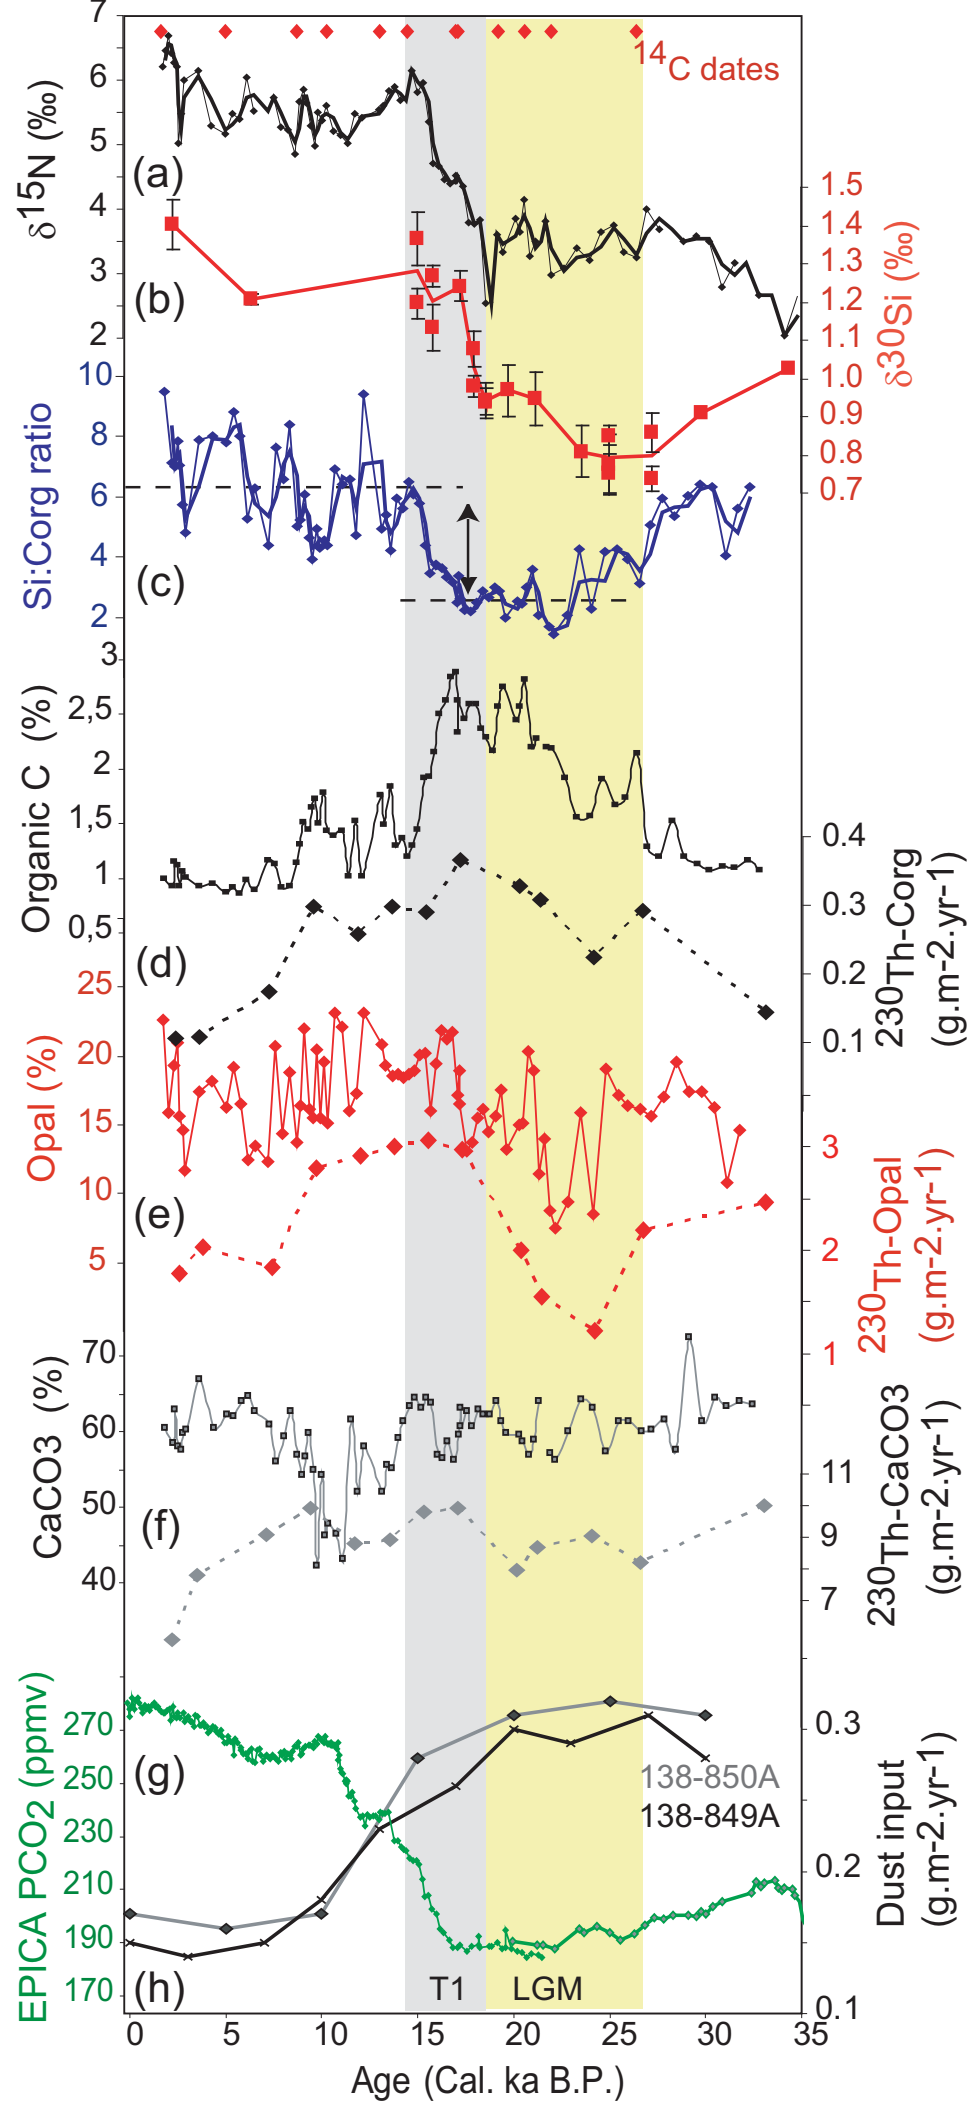 7
6
5
4
3
2
δ15N (‰)
14C dates
(a)
1.5
1.4
1.3
1.2
1.1
1.0
0.9
0.8
0.7
δ30Si (‰)
(b)
10
8
6
4
2
Si:Corg ratio
(c)
3
2,5
2
1,5
1
0,5
Organic C (%)
0.4
0.3
0.2
0.1
230Th-Corg
(g.m-2.yr-1)
(d)
25
20
15
10
5
Opal (%)
3
2
1
230Th-Opal
(g.m-2.yr-1)
(e)
70
60
50
40
CaCO3 (%)
11
9
7
230Th-CaCO3
(g.m-2.yr-1)
(f)
270
250
230
210
190
170
EPICA PCO2 (ppmv)
(g)
138-850A
138-849A
0.3
0.2
0.1
Dust input
(g.m-2.yr-1)
(h)
T1
LGM
0 5 10 15 20 25 30 35
Age (Cal. ka B.P.)